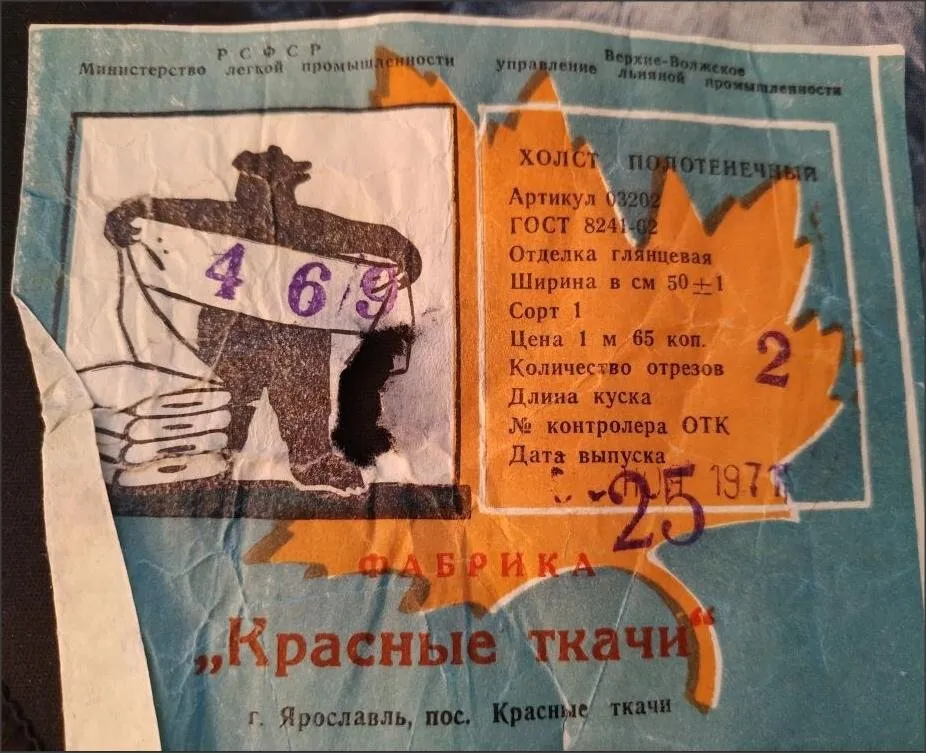 РСФСР
Министерство легкой промышленности
Верхне-Волжское
управление льняной промышленности
469
ХОЛСТ ПОЛОТЕНЕЧНЫЙ
Артикул 03202
ГОСТ 8241-62
Отделка глянцевая
Ширина в см 50±1
Сорт 1
Цена 1 м 65 коп.
Количество отрезов 2
Длина куска
№ контролера ОТК
Дата выпуска
1971
25
ФАБРИКА
„Красные ткачи“
г. Ярославль, пос. Красные ткачи